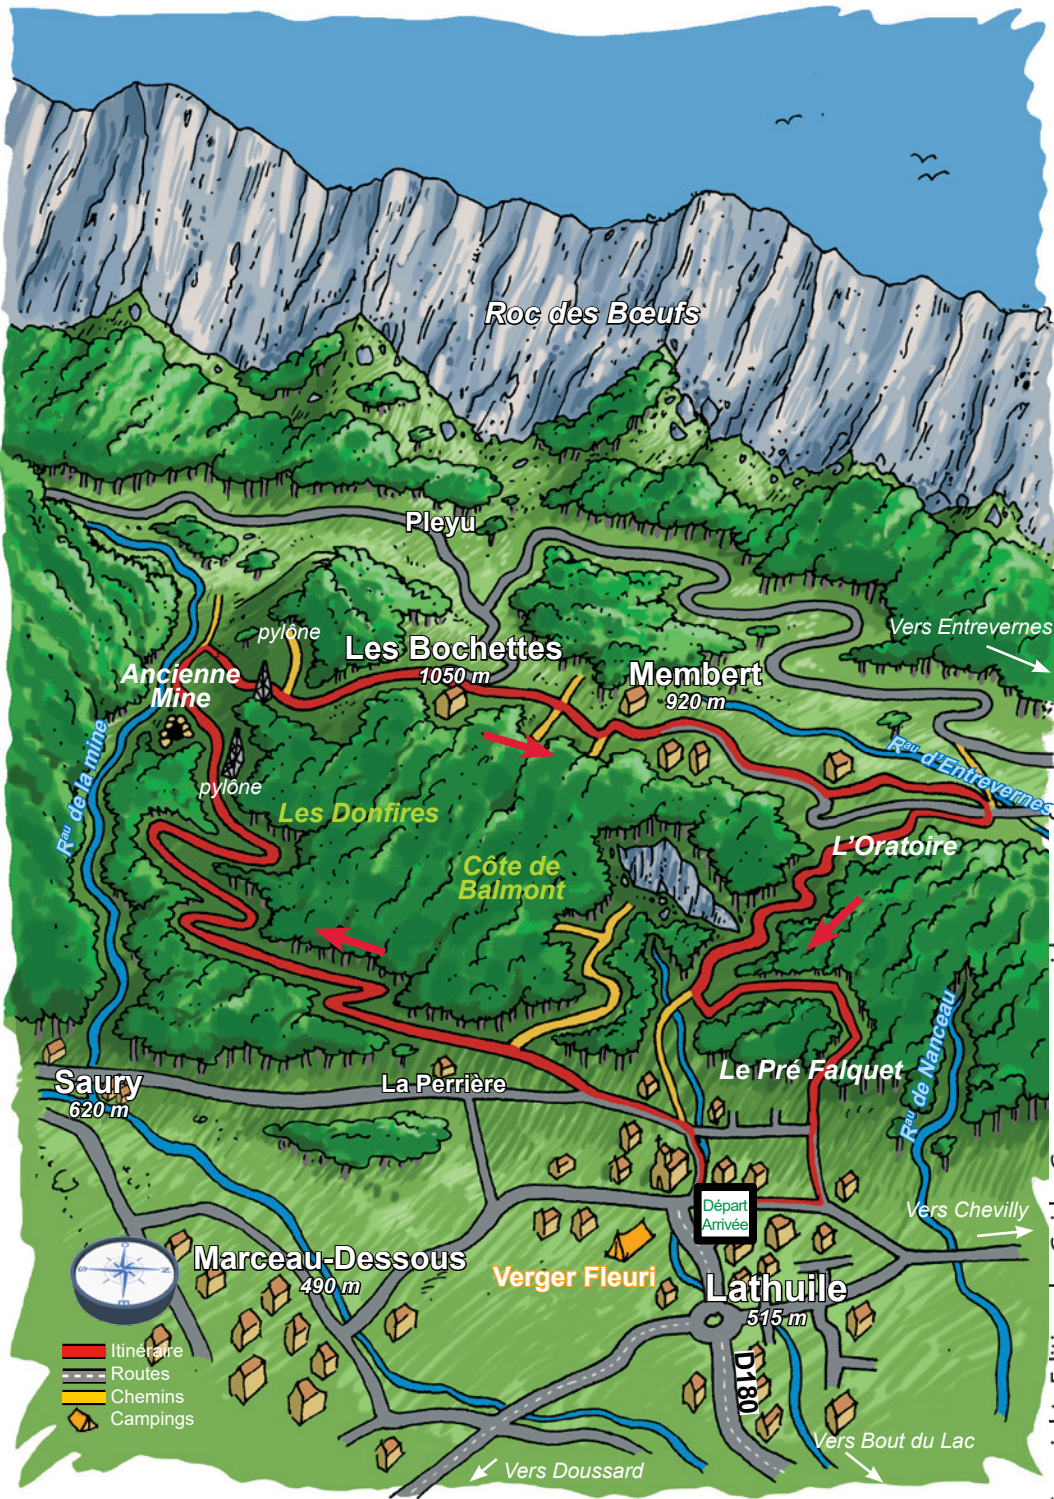 Roc des Bœufs
Pleyu
Vers Entrevernes
pylône
Les Bochettes
1050 m
Ancienne
Mine
Membert
920 m
Rau de la mine
Rau d'Entrevernes
pylône
Les Donfires
L'Oratoire
Côte de
Balmont
Rau de Nanceau
Le Pré Falquet
Saury
620 m
La Perrière
Départ
Arrivée
Vers Chevilly
Marceau-Dessous
490 m
Verger Fleuri
Lathuile
515 m
D180
Itinéraire
Routes
Chemins
Campings
Vers Bout du Lac
Vers Doussard